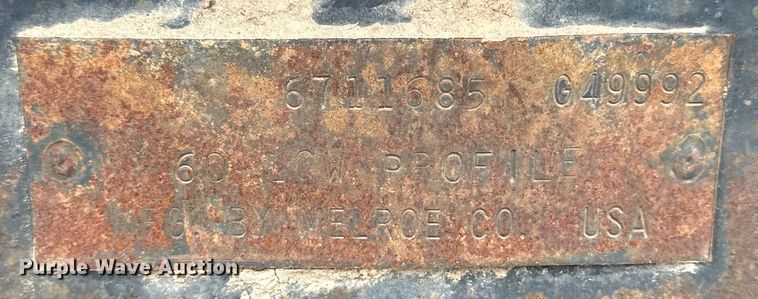 6711685 G49992
60 LOW PROFILE
MFG. BY MELROE CO. USA
Purple Wave Auction